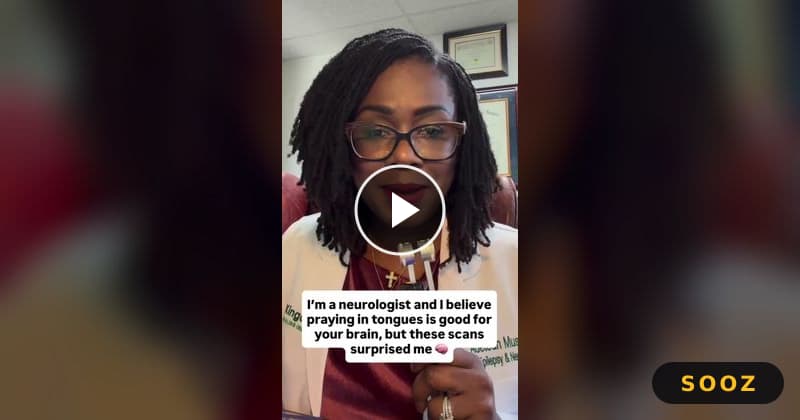 I'm a neurologist and I believe
praying in tongues is good for
your brain, but these scans
surprised me 🧠
SOOZ